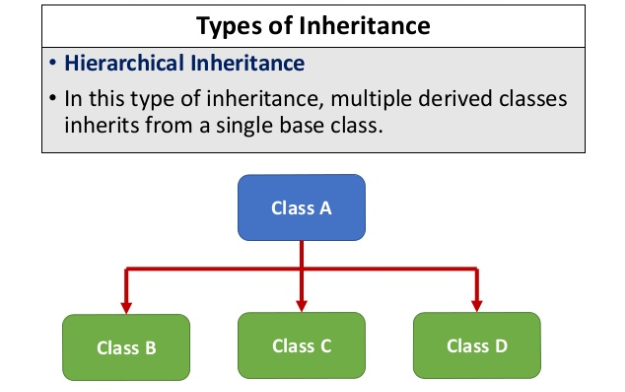 Types of Inheritance
• Hierarchical Inheritance
• In this type of inheritance, multiple derived classes
inherits from a single base class.
Class A
Class B
Class C
Class D